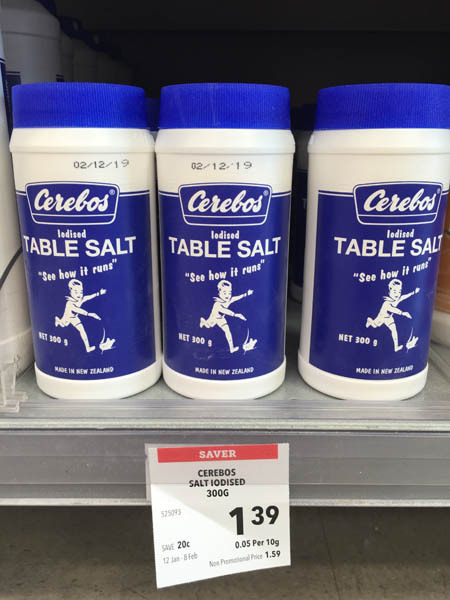 02/12/19
Cerebos®
Iodised
TABLE SALT
"See how it runs"
NET 300 g
MADE IN NEW ZEALAND
02/12/19
Cerebos®
Iodised
TABLE SALT
"See how it runs"
NET 300 g
MADE IN NEW ZEALAND
Cerebos®
Iodised
TABLE SALT
"See how it runs"
NET 300 g
MADE IN NEW ZEALAND
SAVER
CEREBOS
SALT IODISED
300G
525093
1 39
SAVE 20c
0.05 Per 10g
12 Jan - 8 Feb
Non Promotional Price 1.59